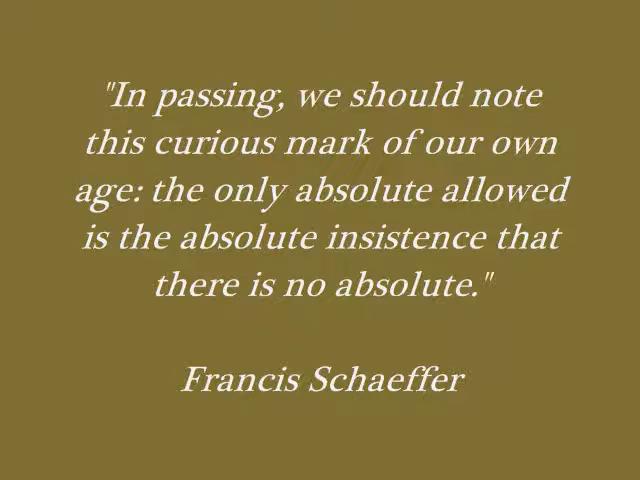 "In passing, we should note
this curious mark of our own
age: the only absolute allowed
is the absolute insistence that
there is no absolute."
Francis Schaeffer